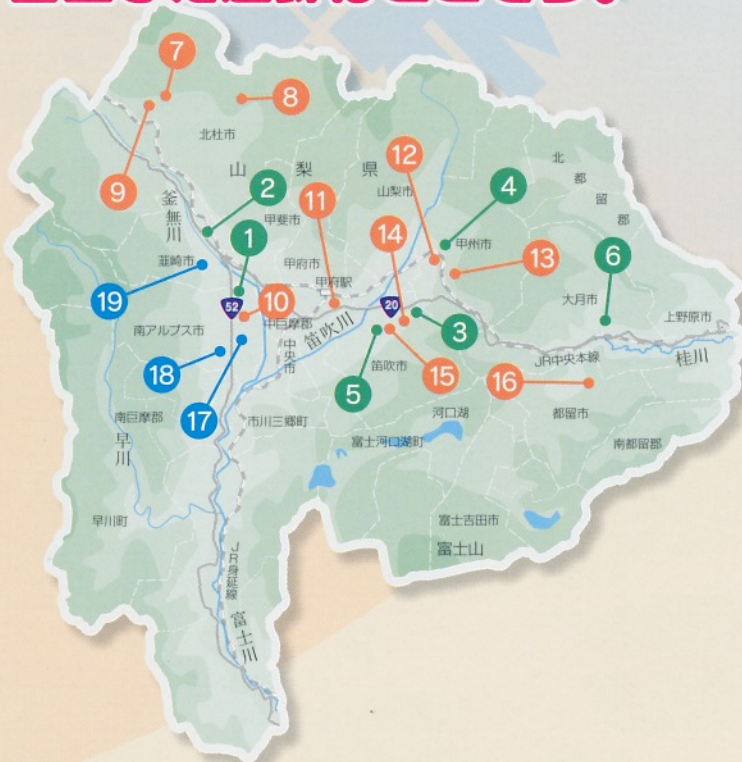 7
8
北杜市
9
山梨県
12
北都留郡
山梨市
2
釜無川
11
4
甲斐市
1
14
甲州市
13
6
韮崎市
甲府市
甲府駅
大月市
19
52
10
20
上野原市
南アルプス市
中巨摩郡
笛吹川
3
中央市
JR中央本線
桂川
18
笛吹市
15
16
17
5
南巨摩郡
市川三郷町
河口湖
都留市
早川
富士河口湖町
南都留郡
早川町
富士吉田市
富士山
JR身延線
富士川